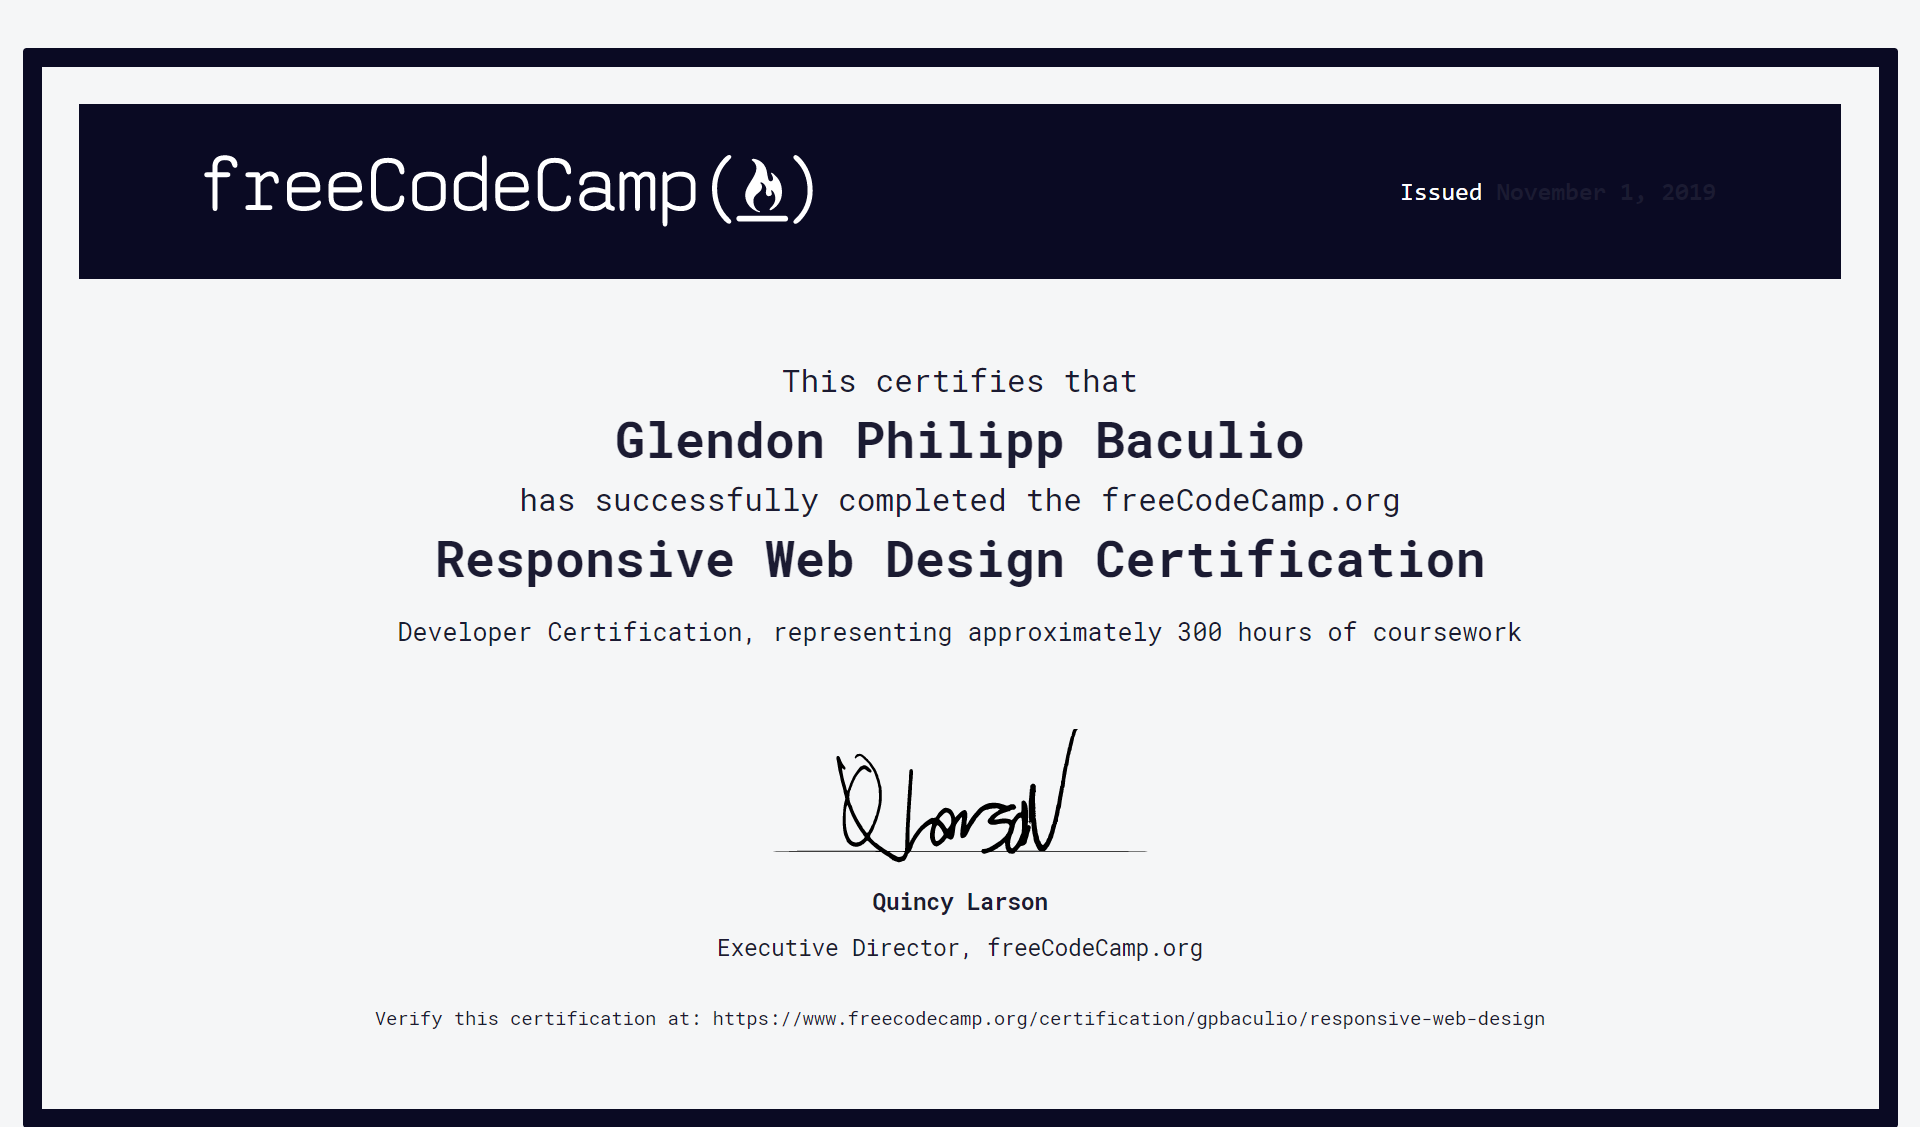 freeCodeCamp
Issued November 1, 2019
This certifies that
Glendon Philipp Baculio
has successfully completed the freeCodeCamp.org
Responsive Web Design Certification
Developer Certification, representing approximately 300 hours of coursework
Q Larson
Quincy Larson
Executive Director, freeCodeCamp.org
Verify this certification at: https://www.freecodecamp.org/certification/gpbaculio/responsive-web-design